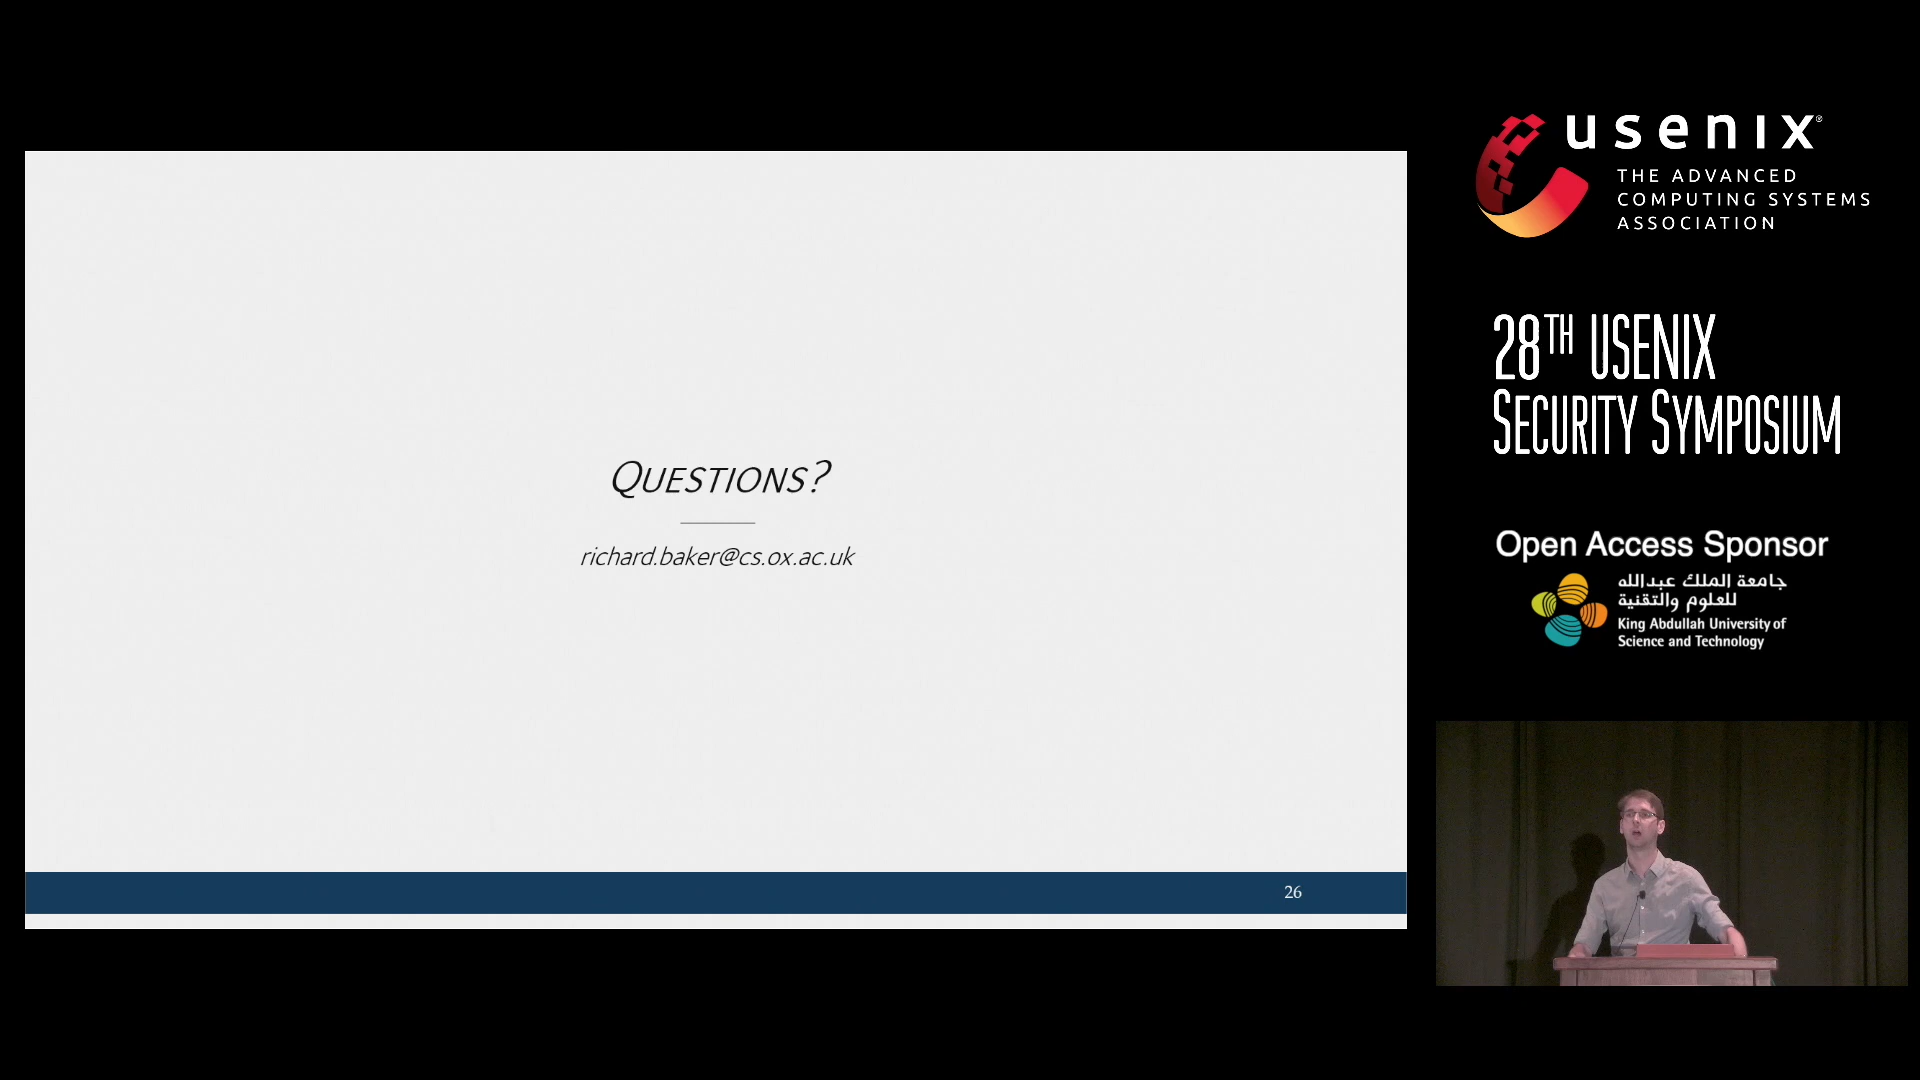 QUESTIONS?
richard.baker@cs.ox.ac.uk
26
usenix®
THE ADVANCED
COMPUTING SYSTEMS
ASSOCIATION
28TH USENIX
SECURITY SYMPOSIUM
Open Access Sponsor
جامعة الملك عبدالله
للعلوم والتقنية
King Abdullah University of
Science and Technology